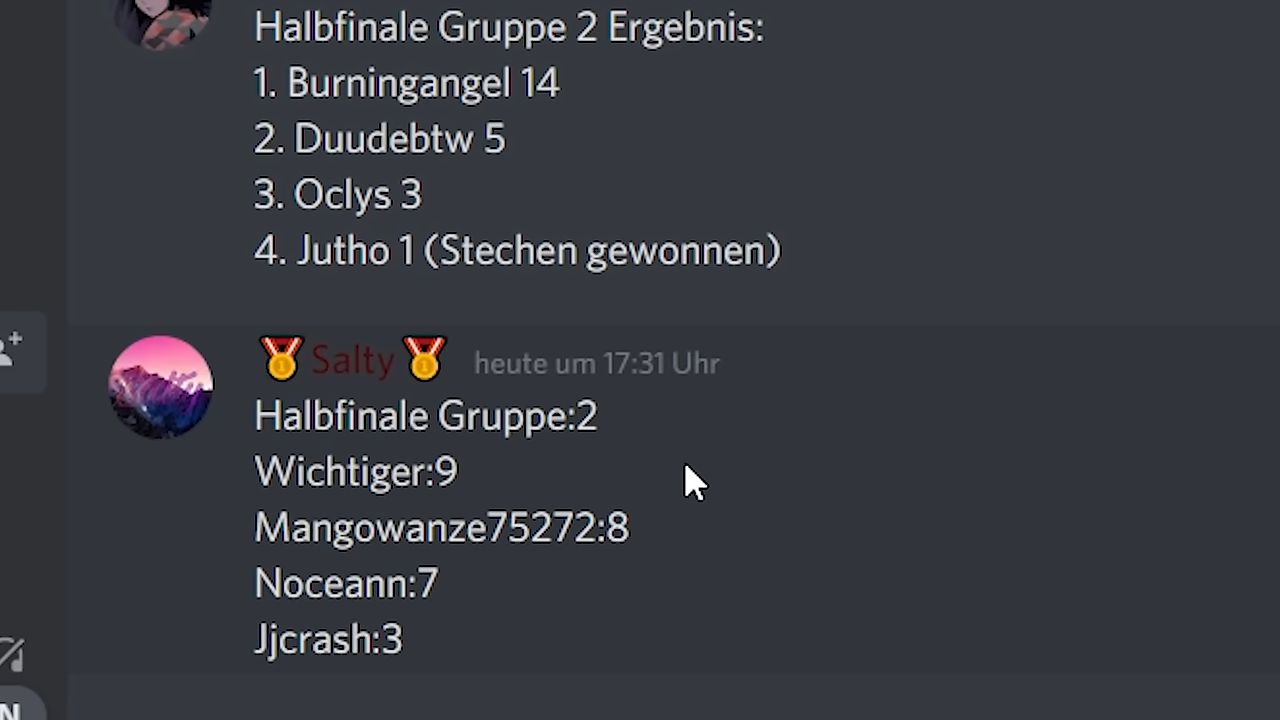 Halbfinale Gruppe 2 Ergebnis:
1. Burningangel 14
2. Duudebtw 5
3. Oclys 3
4. Jutho 1 (Stechen gewonnen)
🏅Salty🏅 heute um 17:31 Uhr
Halbfinale Gruppe:2
Wichtiger:9
Mangowanze75272:8
Noceann:7
Jjcrash:3
N